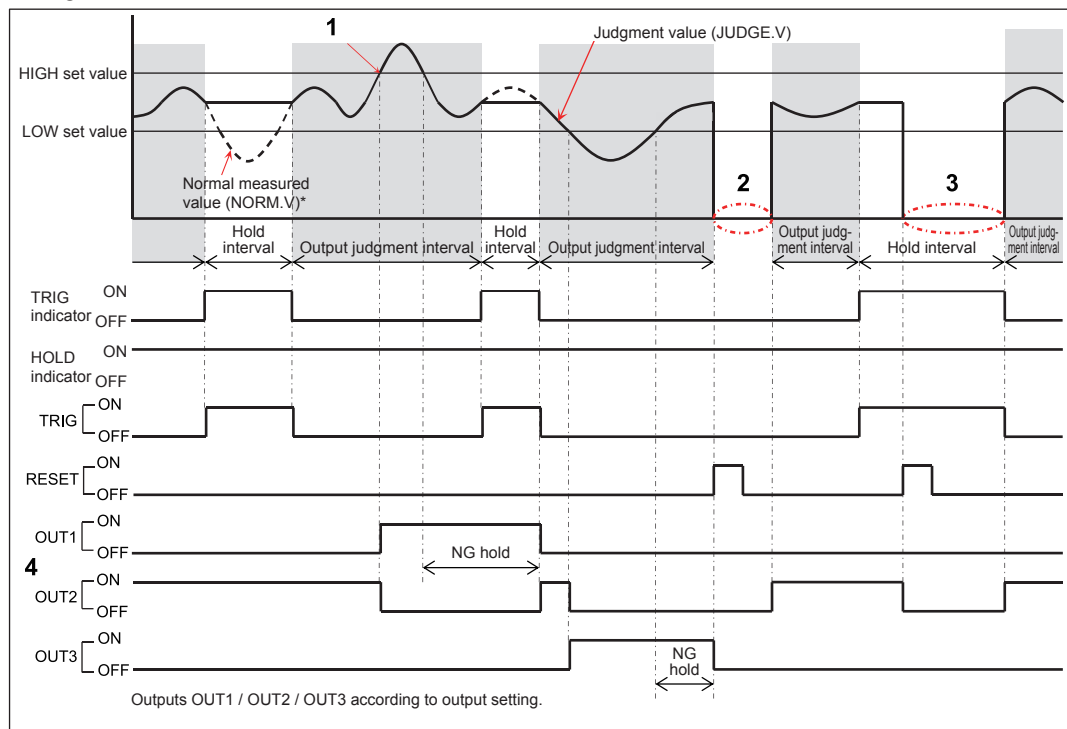 1
Judgment value (JUDGE.V)
HIGH set value
LOW set value
Normal measured
value (NORM.V)*
2
3
Hold
interval
Output judgment interval
Hold
interval
Output judgment interval
Output judg-
ment interval
Hold interval
Output judg-
ment interval
TRIG
indicator
ON
OFF
HOLD
indicator
ON
OFF
TRIG
ON
OFF
RESET
ON
OFF
OUT1
ON
OFF
NG hold
4
OUT2
ON
OFF
OUT3
ON
OFF
NG
hold
Outputs OUT1 / OUT2 / OUT3 according to output setting.